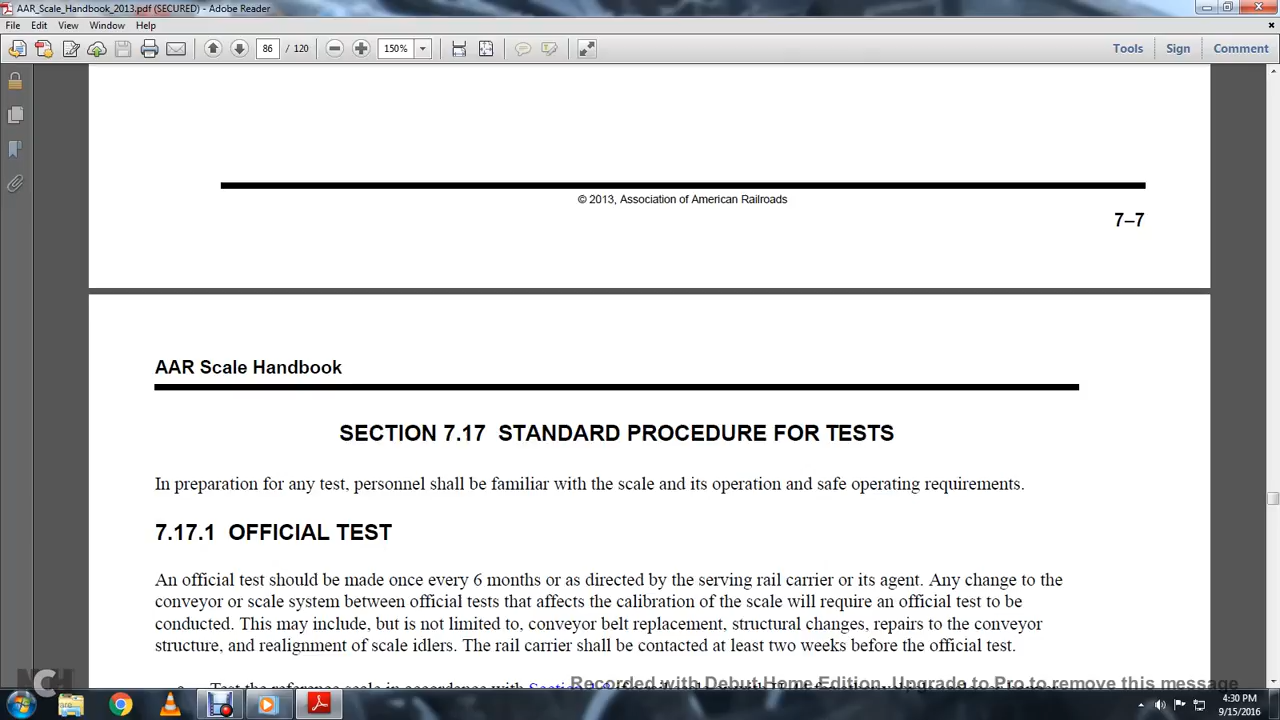 AAR_Scale_Handbook_2013.pdf (SECURED) - Adobe Reader
File Edit View Window Help
86 / 120 150% Tools Sign Comment
© 2013, Association of American Railroads
7–7
AAR Scale Handbook
SECTION 7.17 STANDARD PROCEDURE FOR TESTS
In preparation for any test, personnel shall be familiar with the scale and its operation and safe operating requirements.
7.17.1 OFFICIAL TEST
An official test should be made once every 6 months or as directed by the serving rail carrier or its agent. Any change to the
conveyor or scale system between official tests that affects the calibration of the scale will require an official test to be
conducted. This may include, but is not limited to, conveyor belt replacement, structural changes, repairs to the conveyor
structure, and realignment of scale idlers. The rail carrier shall be contacted at least two weeks before the official test.
Test the reference scale in accordance with
Recorded with Debut Home Edition. Upgrade to Pro to remove this message
NCH
4:30 PM
9/15/2016